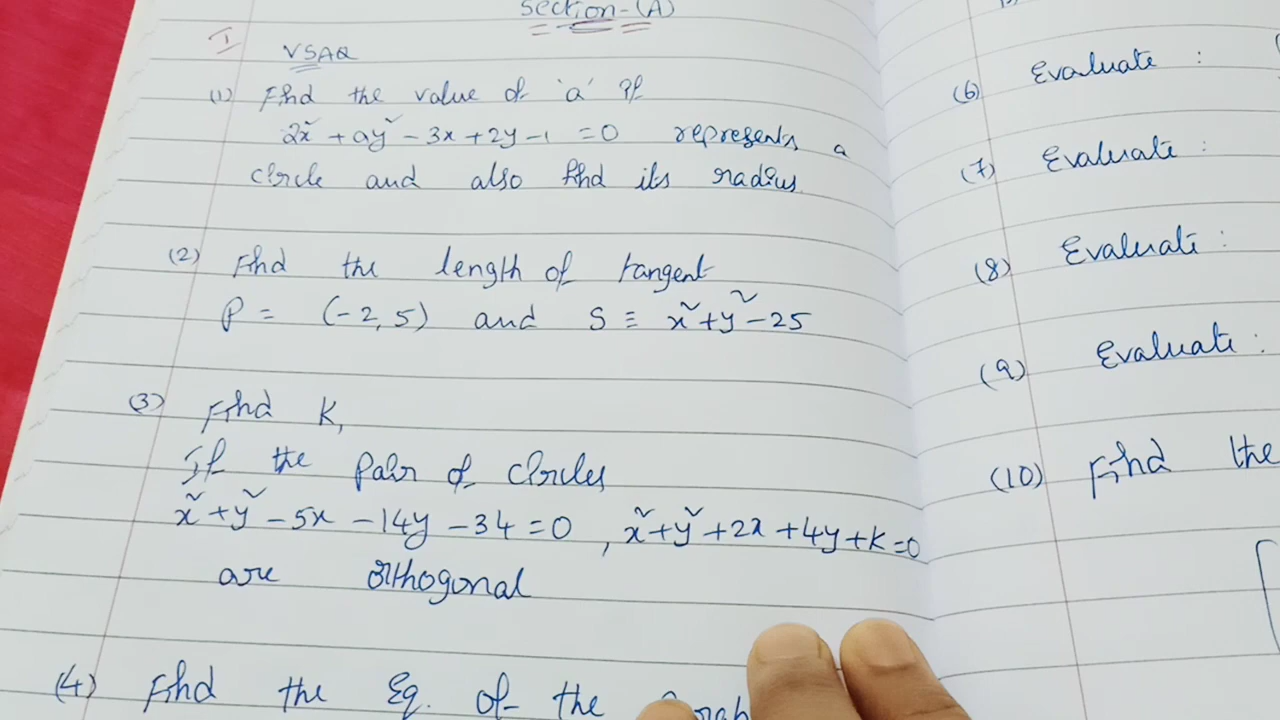 Section-(A)
I
VSAQ
(1) Find the value of 'a' if
2x² + ay² - 3x + 2y - 1 = 0 represents a
circle and also find its radius.
(2) Find the length of tangent
P = (-2, 5) and S ≡ x² + y² - 25
(3) Find K,
If the pair of circles
x² + y² - 5x - 14y - 34 = 0 , x² + y² + 2x + 4y + k = 0
are orthogonal
(4) Find the Eq. of the
(6) Evaluate :
(7) Evaluate :
(8) Evaluate :
(9) Evaluate :
(10) Find the